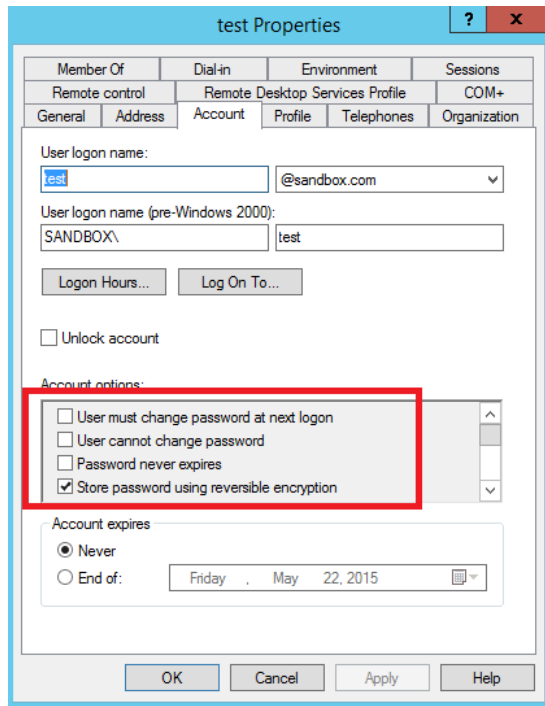 test Properties
? x
Member Of Dial-in Environment Sessions
Remote control Remote Desktop Services Profile COM+
General Address Account Profile Telephones Organization
User logon name:
test @sandbox.com
User logon name (pre-Windows 2000):
SANDBOX\ test
Logon Hours... Log On To...
Unlock account
Account options:
User must change password at next logon
User cannot change password
Password never expires
Store password using reversible encryption
Account expires
Never
End of: Friday , May 22, 2015
OK Cancel Apply Help